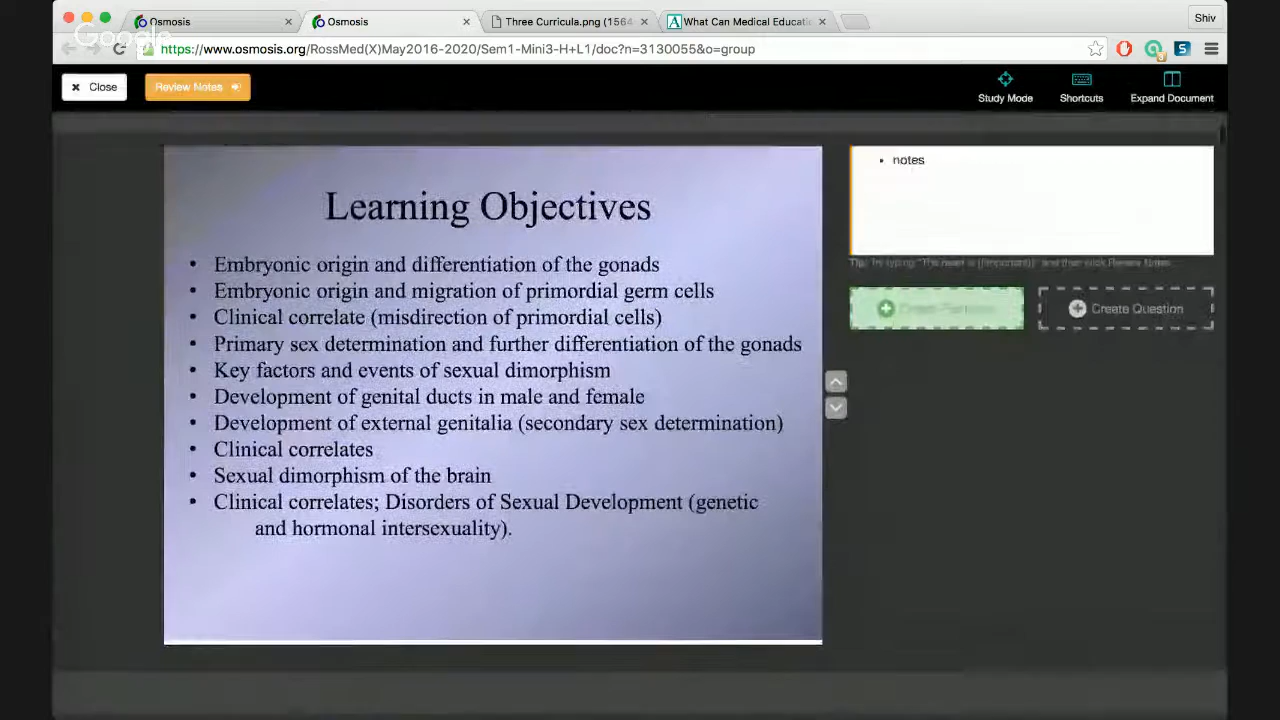 Osmosis
Osmosis
Three Curricula.png (1564
What Can Medical Educati
Shiv
Google
https://www.osmosis.org/RossMed(X)May2016-2020/Sem1-Mini3-H+L1/doc?n=3130055&o=group
Close
Review Notes
Study Mode
Shortcuts
Expand Document
Learning Objectives
• Embryonic origin and differentiation of the gonads
• Embryonic origin and migration of primordial germ cells
• Clinical correlate (misdirection of primordial cells)
• Primary sex determination and further differentiation of the gonads
• Key factors and events of sexual dimorphism
• Development of genital ducts in male and female
• Development of external genitalia (secondary sex determination)
• Clinical correlates
• Sexual dimorphism of the brain
• Clinical correlates; Disorders of Sexual Development (genetic
and hormonal intersexuality).
• notes
Create Question